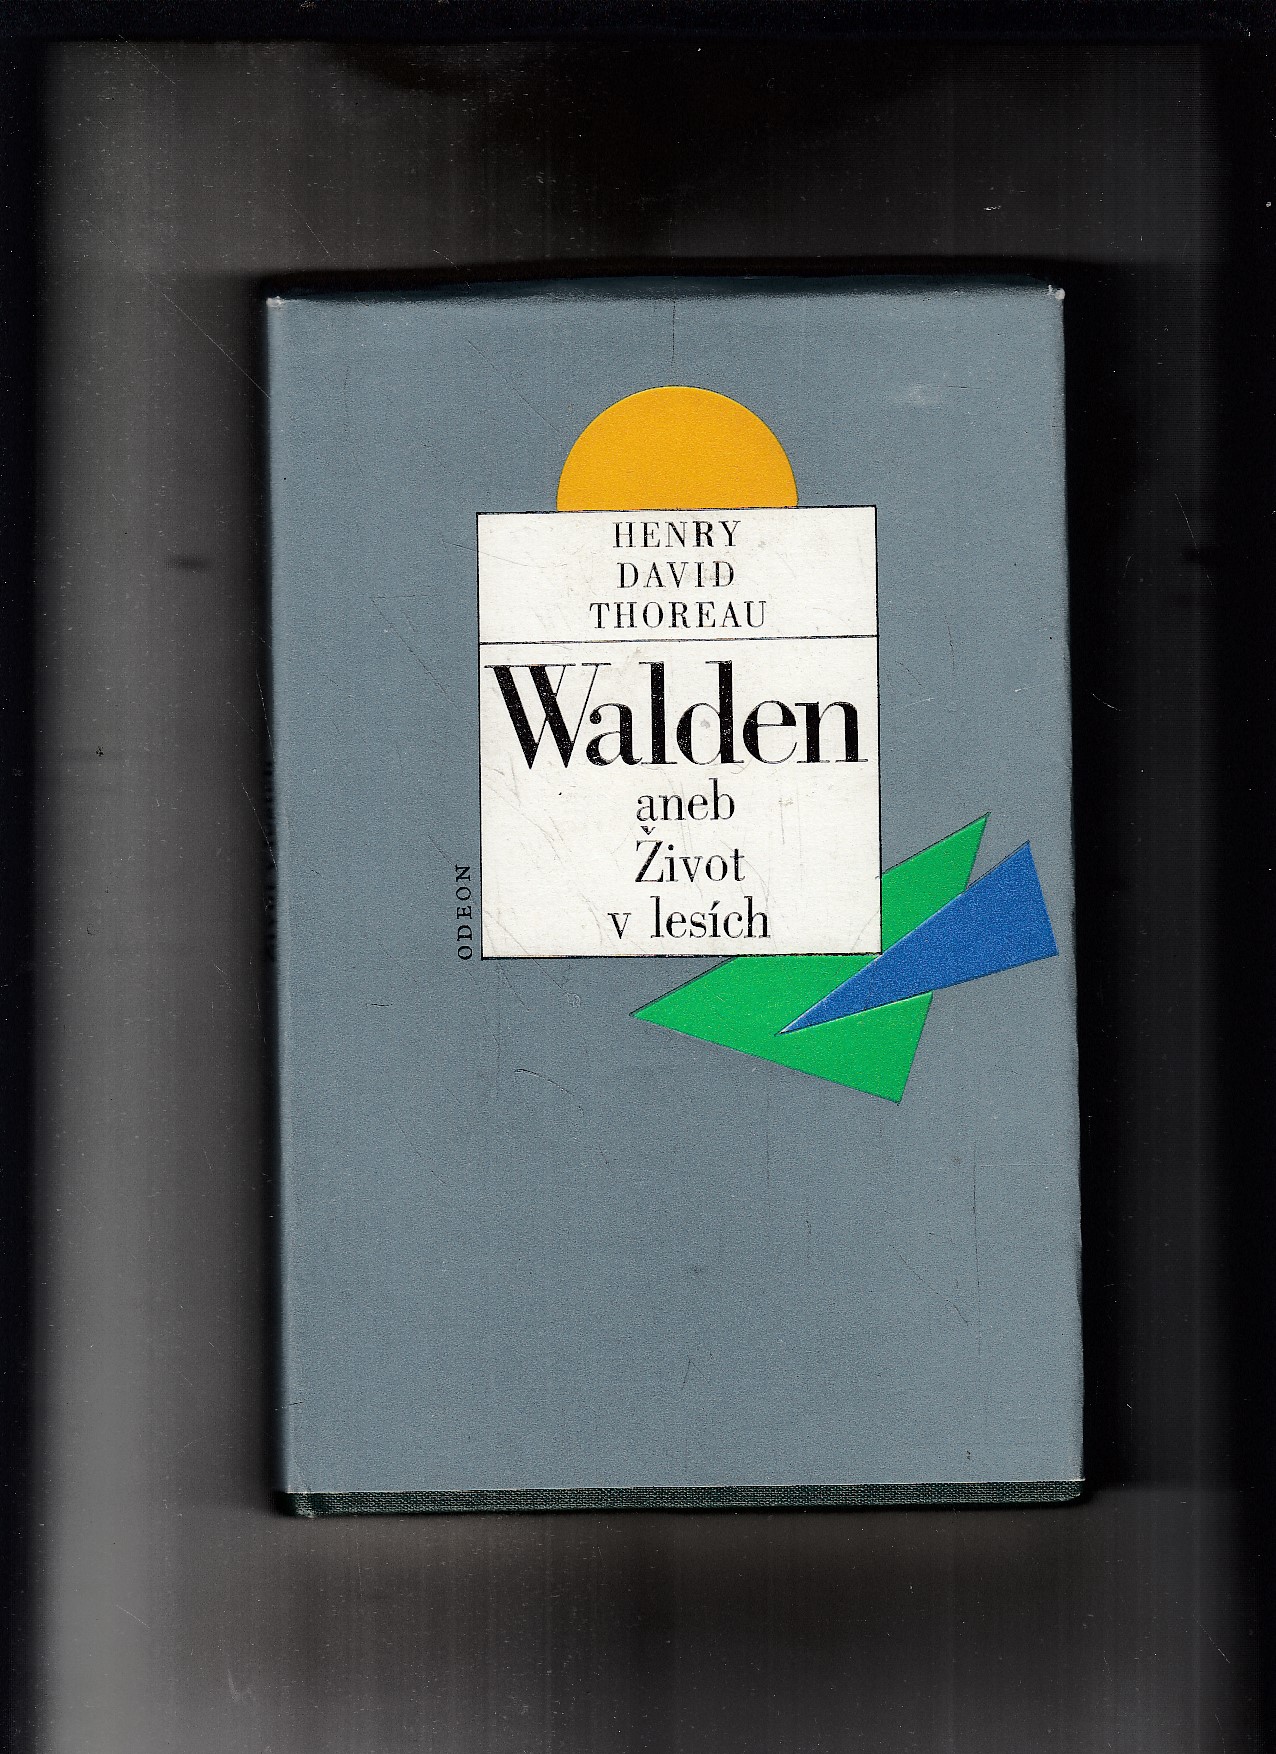 HENRY
DAVID
THOREAU
Walden
aneb
Život
v lesích
ODEON